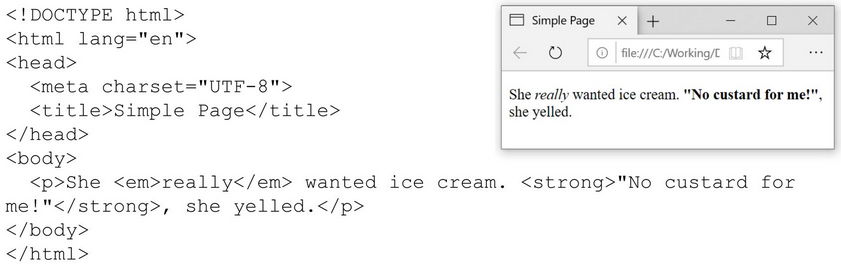 <!DOCTYPE html>
<html lang="en">
<head>
  <meta charset="UTF-8">
  <title>Simple Page</title>
</head>
<body>
  <p>She <em>really</em> wanted ice cream. <strong>"No custard for
me!"</strong>, she yelled.</p>
</body>
</html>
Simple Page
file:///C:/Working/D
She really wanted ice cream. "No custard for me!",
she yelled.